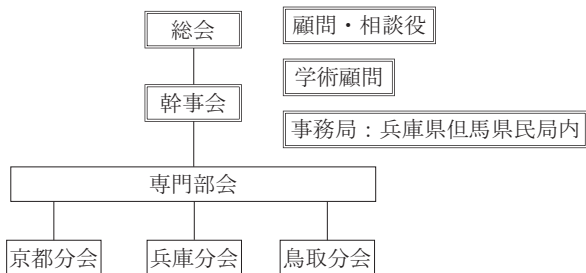 総会
顧問・相談役
学術顧問
幹事会
事務局：兵庫県但馬県民局内
専門部会
京都分会
兵庫分会
鳥取分会